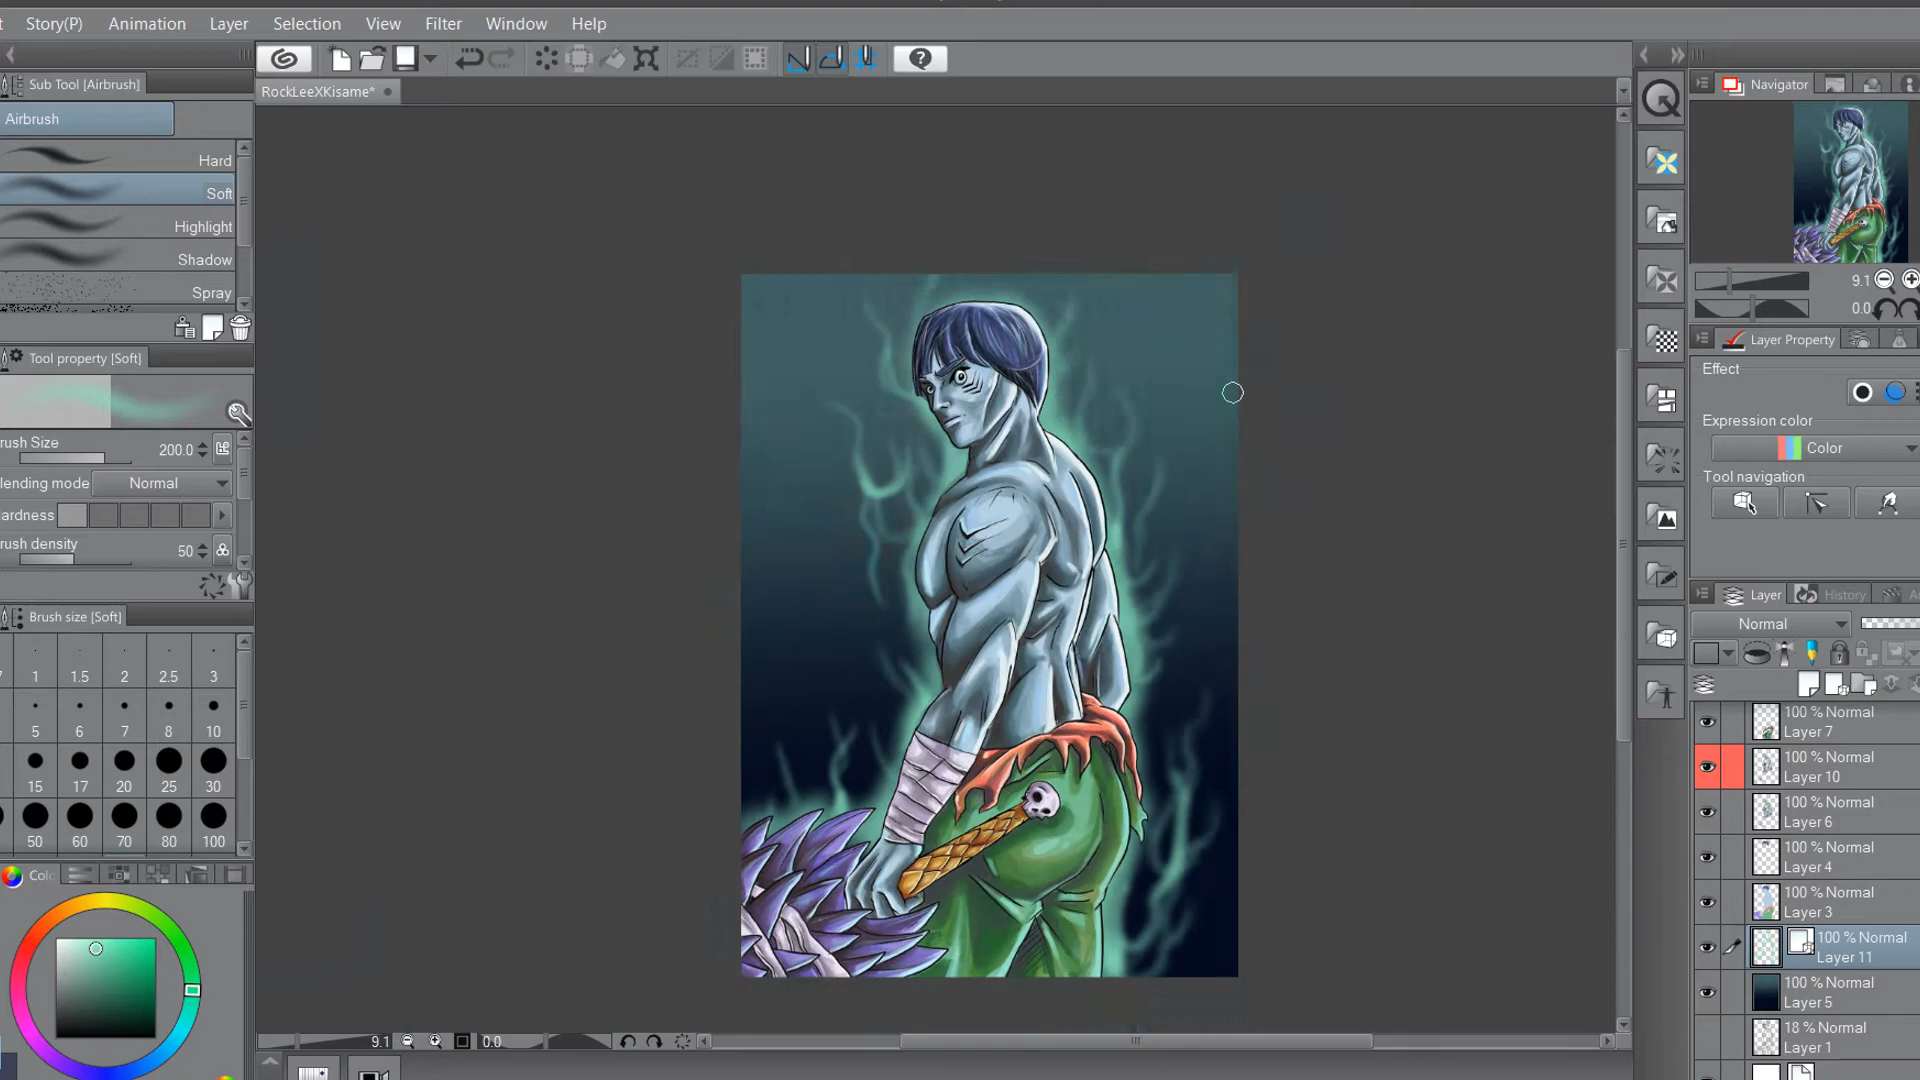 Story(P) Animation Layer Selection View Filter Window Help
Sub Tool [Airbrush]
RockLeeXKisame*
Navigator
Airbrush
Hard
Soft
Highlight
Shadow
Spray
9.1
0.0
Tool property [Soft]
Layer Property
Effect
Expression color
Color
Tool navigation
rush Size 200.0
lending mode Normal
ardness
rush density 50
Brush size [Soft]
7 1 1.5 2 2.5 3
5 6 7 8 10
15 17 20 25 30
50 60 70 80 100
Layer History Au
Normal
100 % Normal
Layer 7
100 % Normal
Layer 10
100 % Normal
Layer 6
100 % Normal
Layer 4
100 % Normal
Layer 3
100 % Normal
Layer 11
100 % Normal
Layer 5
18 % Normal
Layer 1
Colo
9.1 0.0